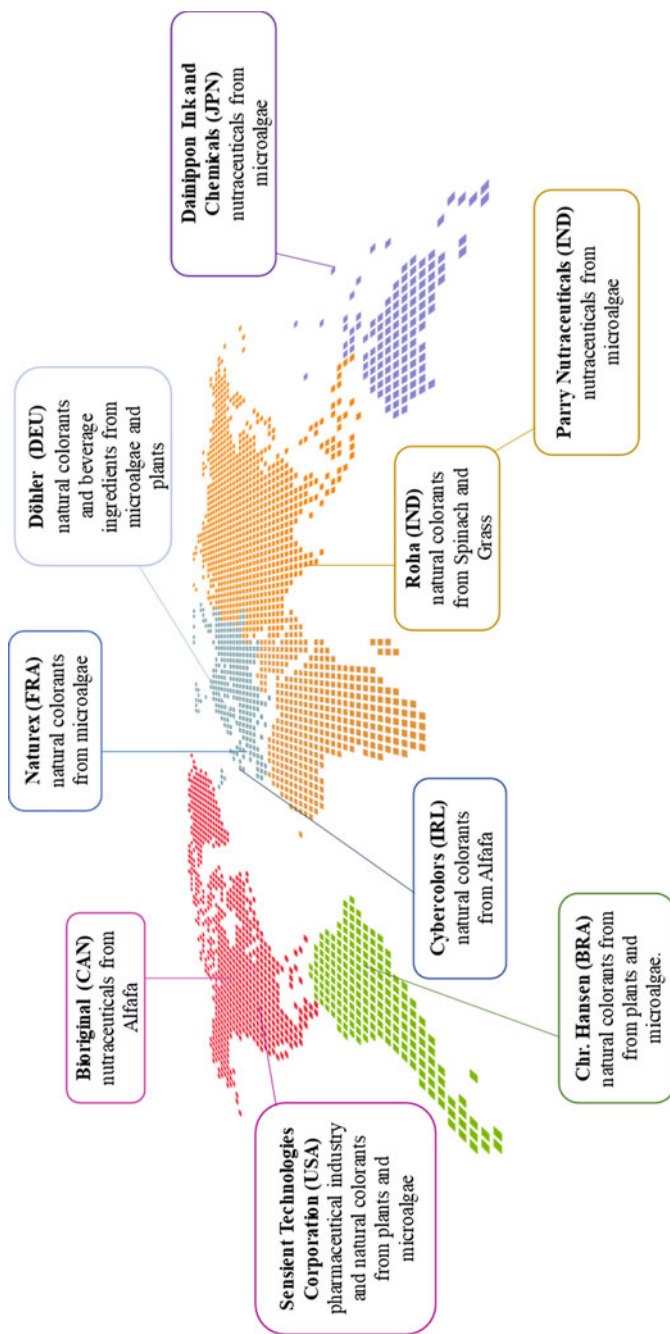 Bioriginal (CAN)
nutraceuticals from
Alfafa
Naturex (FRA)
natural colorants
from microalgae
Döhler (DEU)
natural colorants
and beverage
ingredients from
microalgae and
plants
Dainippon Ink and
Chemicals (JPN)
nutraceuticals from
microalgae
Sensient Technologies
Corporation (USA)
pharmaceutical industry
and natural colorants
from plants and
microalgae
Cybercolors (IRL)
natural colorants
from Alfafa
Roha (IND)
natural colorants
from Spinach and
Grass
Chr. Hansen (BRA)
natural colorants from
from plants and
microalgae.
Parry Nutraceuticals (IND)
nutraceuticals from
microalgae